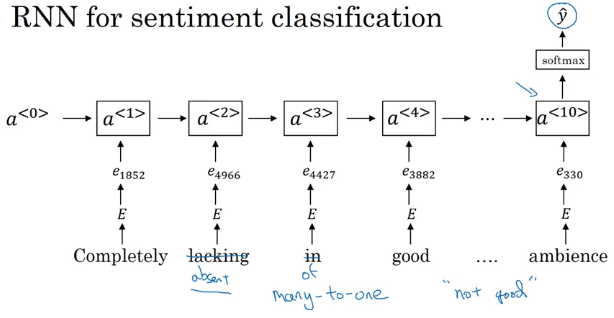 RNN for sentiment classification
ŷ
softmax
a<0> a<1> a<2> a<3> a<4> ... a<10>
e1852 e4966 e4427 e3882 e330
E E E E E
Completely lacking in good .... ambience
absent of
many-to-one "not good"